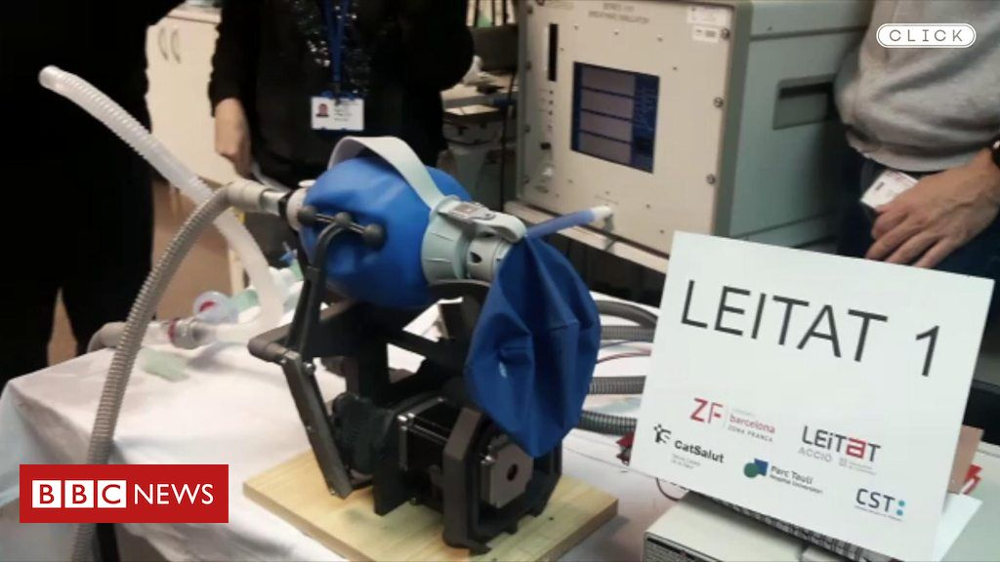 CLICK
LEITAT 1
ZF
barcelona
ZONA FRANCA
LEITAT
ACCIÓ
CatSalut
Parc Taulí
CST
BBC NEWS